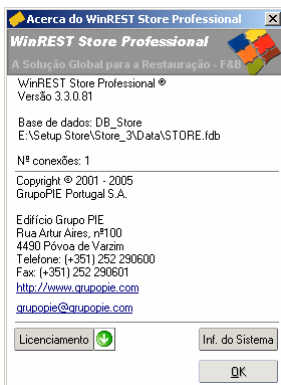 Acerca do WinREST Store Professional
WinREST Store Professional
A Solução Global para a Restauração - F&B
WinREST Store Professional ®
Versão 3.3.0.81
Base de dados: DB_Store
E:\Setup Store\Store_3\Data\STORE.fdb
Nº conexões: 1
Copyright © 2001 - 2005
GrupoPIE Portugal S.A.
Edifício Grupo PIE
Rua Artur Aires, nº100
4490 Póvoa de Varzim
Telefone: (+351) 252 290600
Fax: (+351) 252 290601
http://www.grupopie.com
grupopie@grupopie.com
Licenciamento
Inf. do Sistema
OK